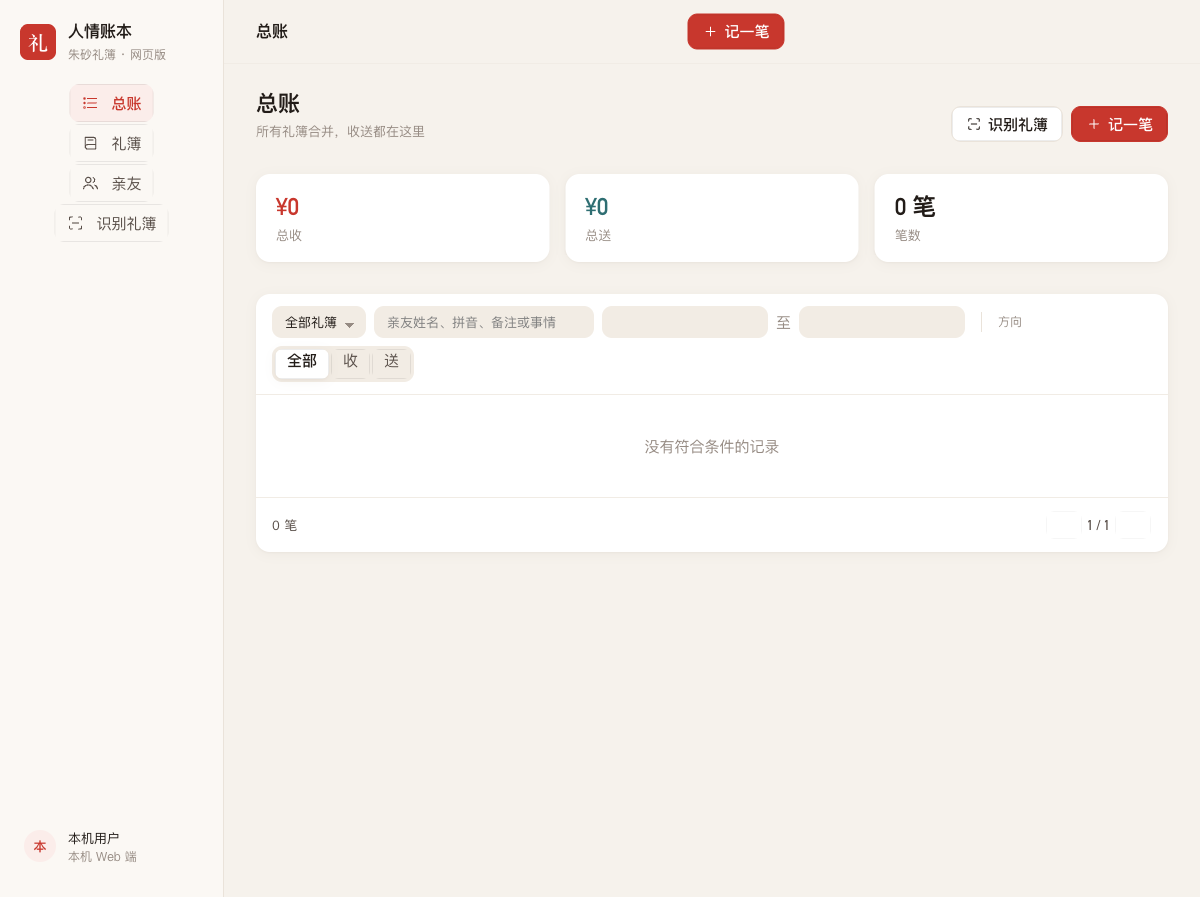 礼
人情账本
朱砂礼簿 · 网页版
总账
礼簿
亲友
识别礼簿
本
本机用户
本机 Web 端
总账
+ 记一笔
总账
所有礼簿合并，收送都在这里
识别礼簿
+ 记一笔
¥0
总收
¥0
总送
0 笔
笔数
全部礼簿 亲友姓名、拼音、备注或事情 至 方向
全部 收 送
没有符合条件的记录
0 笔 1 / 1